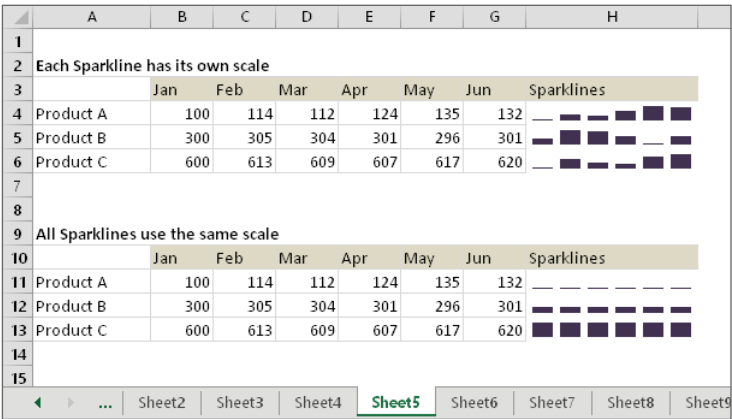 A B C D E F G H
1
2 Each Sparkline has its own scale
3 Jan Feb Mar Apr May Jun Sparklines
4 Product A 100 114 112 124 135 132
5 Product B 300 305 304 301 296 301
6 Product C 600 613 609 607 617 620
7
8
9 All Sparklines use the same scale
10 Jan Feb Mar Apr May Jun Sparklines
11 Product A 100 114 112 124 135 132
12 Product B 300 305 304 301 296 301
13 Product C 600 613 609 607 617 620
14
15
... Sheet2 Sheet3 Sheet4 Sheet5 Sheet6 Sheet7 Sheet8 Sheet9